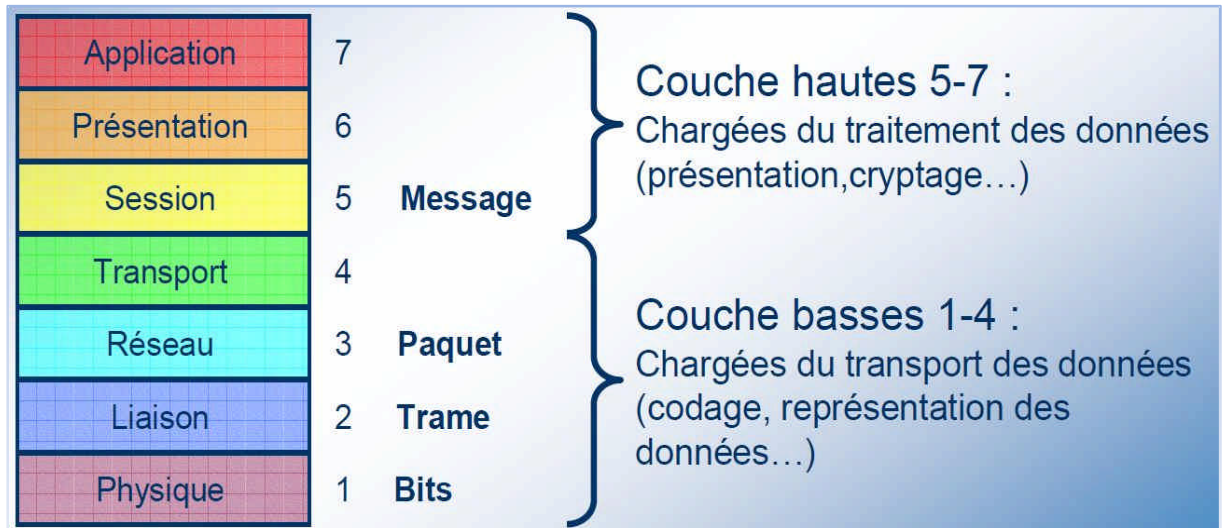 Application 7
Présentation 6
Session 5 Message
Transport 4
Réseau 3 Paquet
Liaison 2 Trame
Physique 1 Bits
Couche hautes 5-7 :
Chargées du traitement des données
(présentation,cryptage…)
Couche basses 1-4 :
Chargées du transport des données
(codage, représentation des
données…)